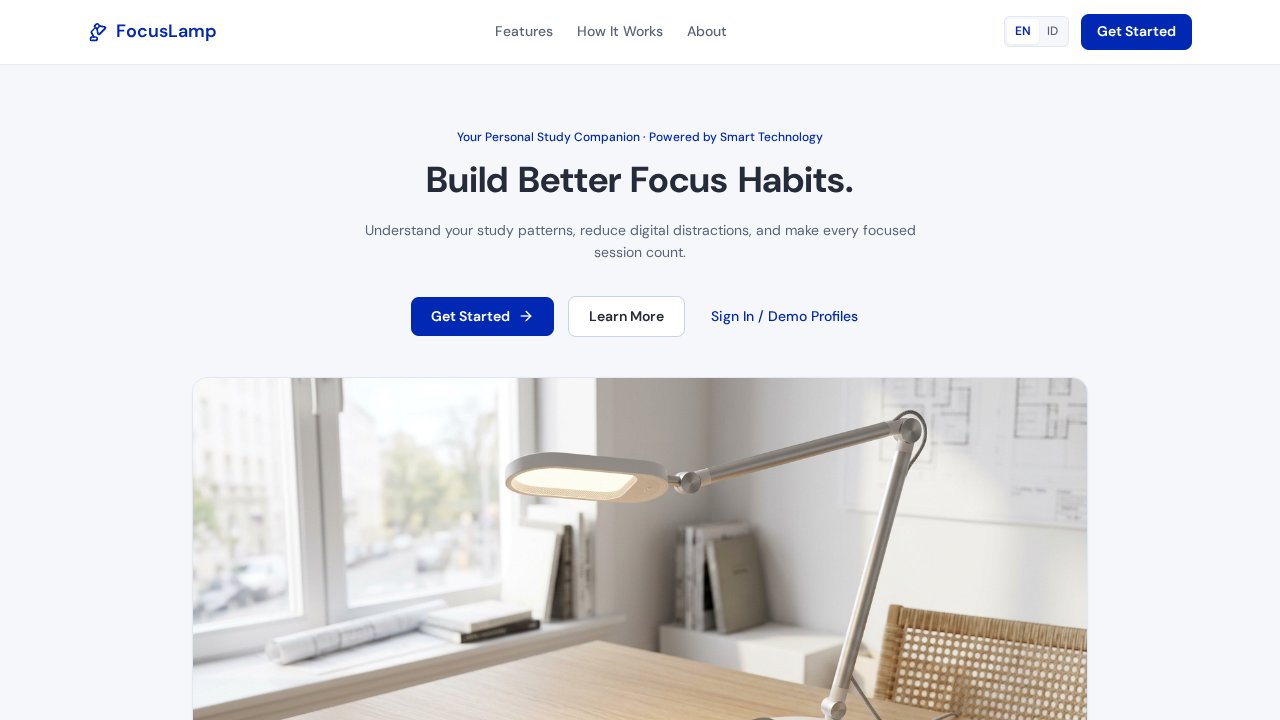 FocusLamp
Features
How It Works
About
EN
ID
Get Started
Your Personal Study Companion · Powered by Smart Technology
Build Better Focus Habits.
Understand your study patterns, reduce digital distractions, and make every focused
session count.
Get Started
Learn More
Sign In / Demo Profiles